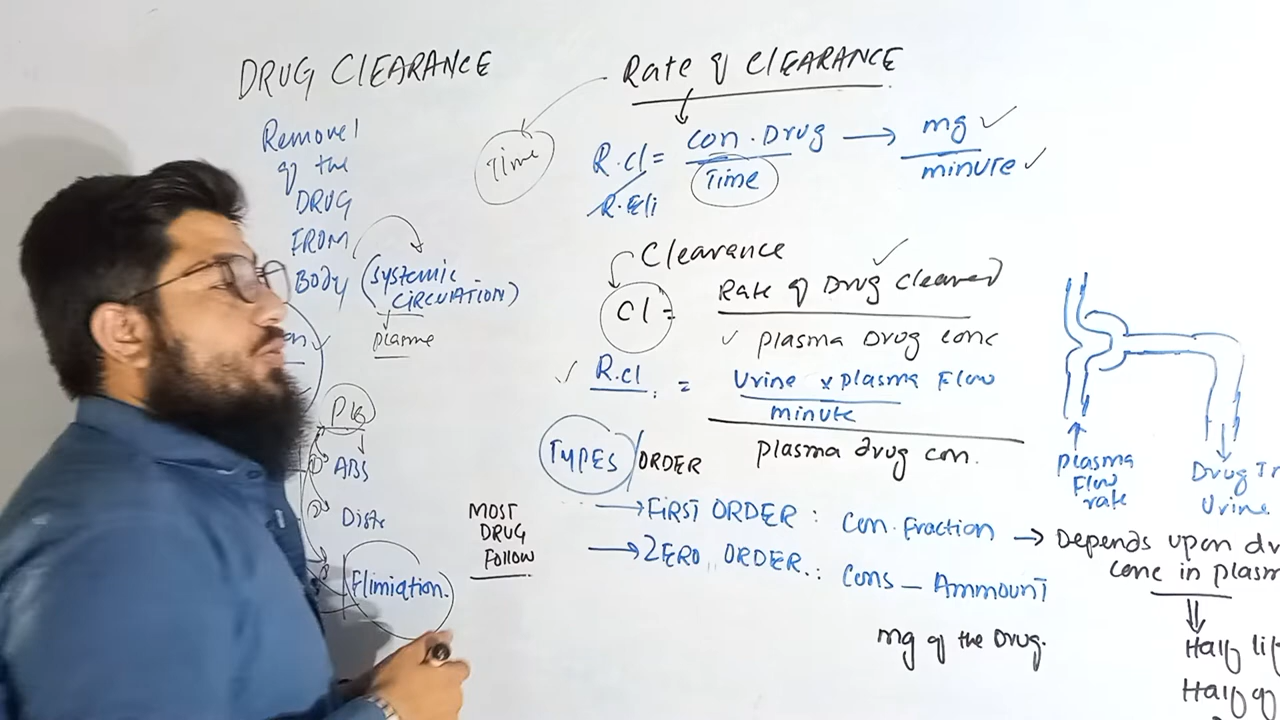 DRUG CLEARANCE
Removel
of the
DRUG
FROM
BODY (SYSTEMIC
CIRCULATION)
plasma
PK
ABS
Distr
Elimiation.
MOST
DRUG
Follow
Rate of CLEARANCE
Time
R.cl = con. Drug → mg
Time minute
R.Eli
Clearance
Cl = Rate of Drug Cleared
plasma Drug conc
R.cl = Urine x plasma Flow
minute
plasma drug con.
TYPES/ORDER
→ FIRST ORDER : Con. Fraction → Depends upon
conc in
→ ZERO ORDER. : Cons - Ammount
mg of the Drug.
Half
Half of
plasma
Flow
rate
Drug
Urine